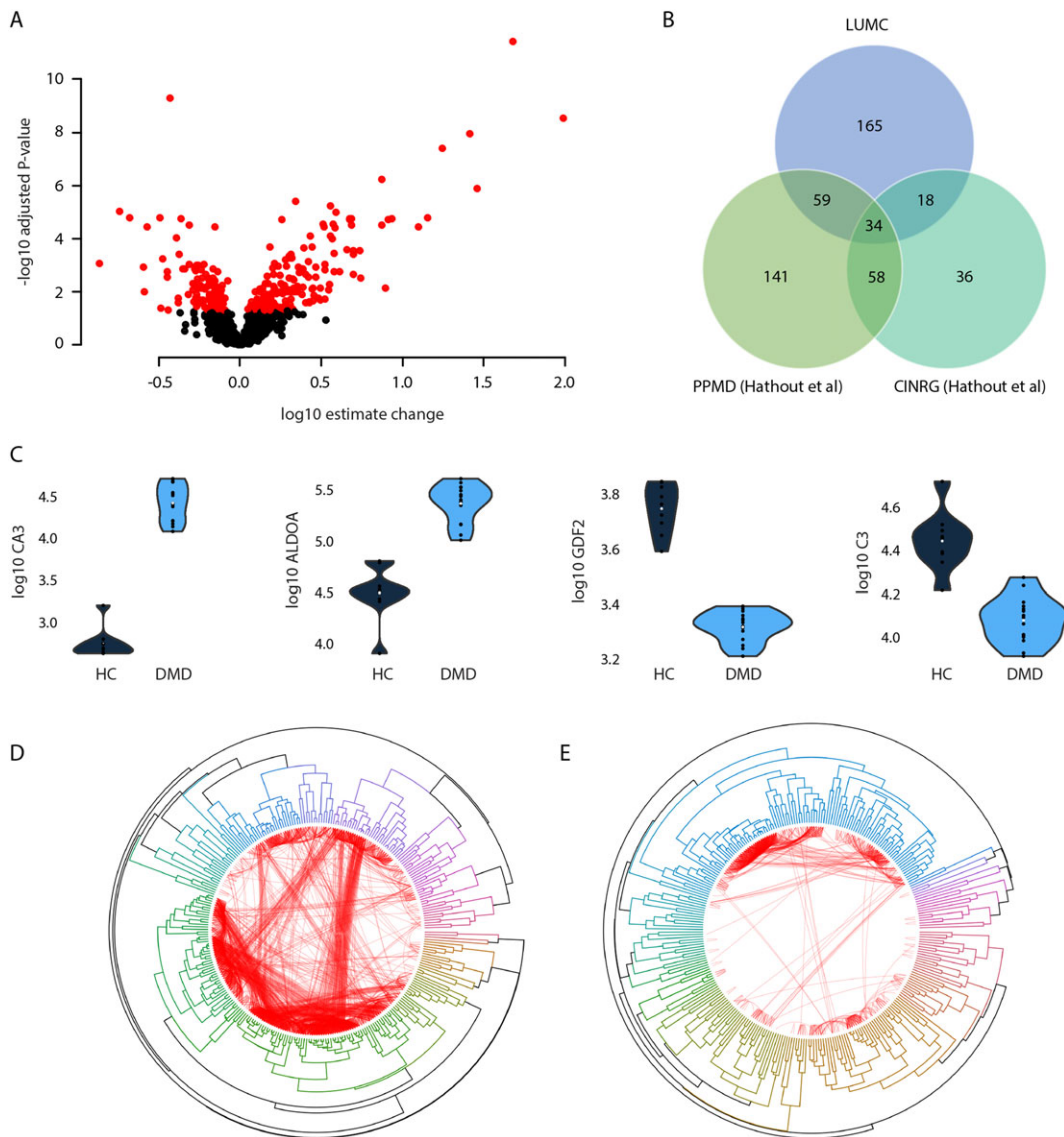 A
-log10 adjusted P-value
10
8
6
4
2
0
-0.5 0.0 0.5 1.0 1.5 2.0
log10 estimate change
B
LUMC
165
59
18
34
141
58
36
PPMD (Hathout et al) CINRG (Hathout et al)
C
log10 CA3
4.5
4.0
3.5
3.0
HC DMD
log10 ALDOA
5.5
5.0
4.5
4.0
HC DMD
log10 GDF2
3.8
3.6
3.4
3.2
HC DMD
log10 C3
4.6
4.4
4.2
4.0
HC DMD
D
E